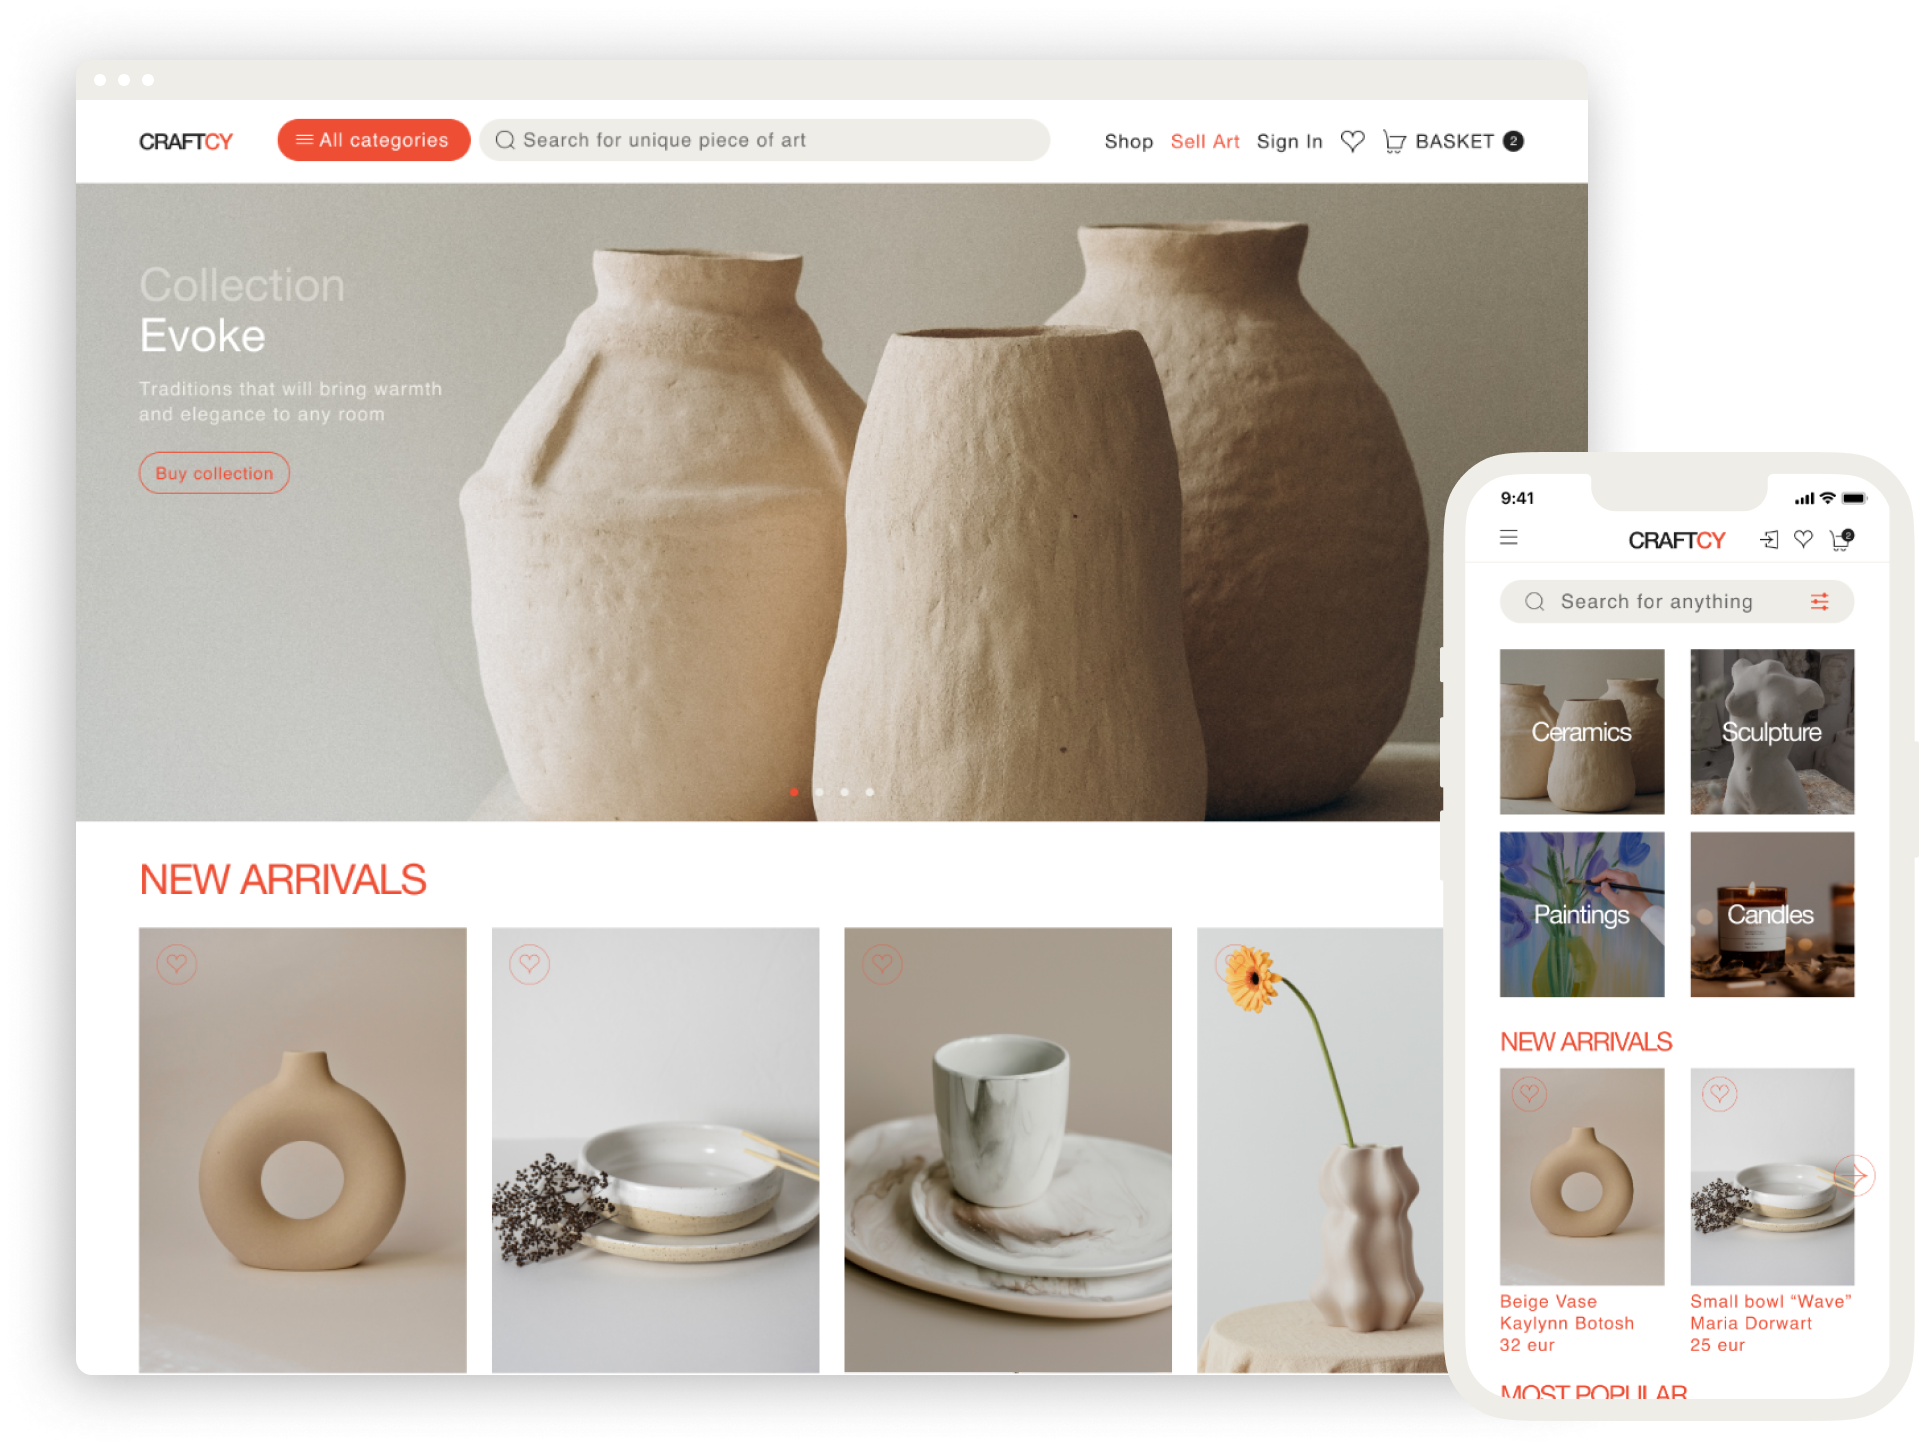 CRAFTCY
All categories
Search for unique piece of art
Shop
Sell Art
Sign In
BASKET 2
Collection
Evoke
Traditions that will bring warmth
and elegance to any room
Buy collection
NEW ARRIVALS
9:41
CRAFTCY
2
Search for anything
Ceramics
Sculpture
Paintings
Candles
NEW ARRIVALS
Beige Vase
Kaylynn Botosh
32 eur
Small bowl “Wave”
Maria Dorwart
25 eur
MOST POPULAR